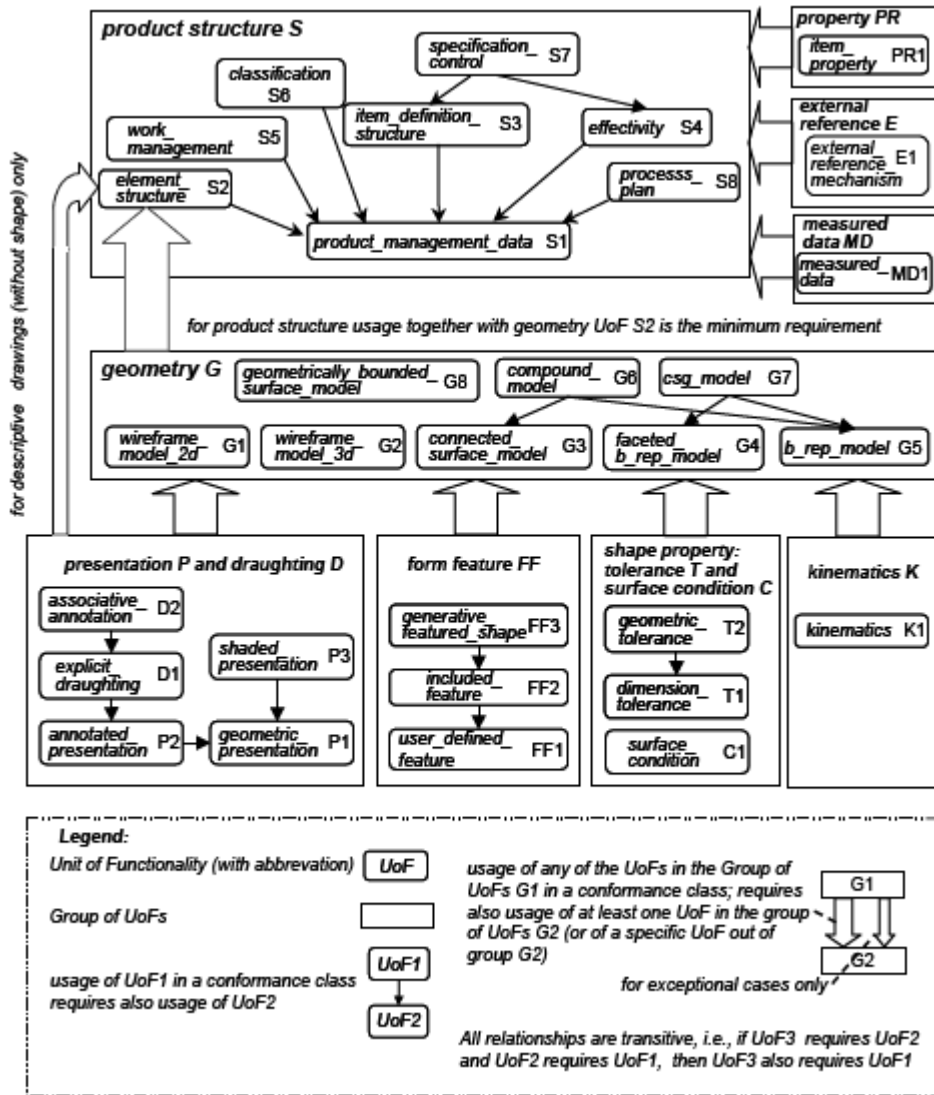 product structure S
property PR
item_
property PR1
specification_
control S7
classification
S6
item_definition_
structure S3
effectivity S4
external
reference E
external_
reference_ E1
mechanism
work_
management S5
element_
structure S2
processs_
plan S8
product_management_data S1
measured
data MD
measured_
data MD1
for descriptive drawings (without shape) only
for product structure usage together with geometry UoF S2 is the minimum requirement
geometry G
geometrically_bounded_
surface_model G8
compound_
model G6
csg_model G7
wireframe_
model_2d G1
wireframe_
model_3d G2
connected_
surface_model G3
faceted_
b_rep_model G4
b_rep_model G5
presentation P and draughting D
associative_
annotation_ D2
explicit_
draughting D1
annotated_
presentation P2
shaded_
presentation P3
geometric_
presentation P1
form feature FF
generative_
featured_shape FF3
included_
feature FF2
user_defined_
feature FF1
shape property:
tolerance T and
surface condition C
geometric_
tolerance_ T2
dimension_
tolerance T1
surface_
condition C1
kinematics K
kinematics K1
Legend:
Unit of Functionality (with abbrevation)
UoF
Group of UoFs
usage of UoF1 in a conformance class
requires also usage of UoF2
UoF1
UoF2
usage of any of the UoFs in the Group of
UoFs G1 in a conformance class; requires
also usage of at least one UoF in the group
of UoFs G2 (or of a specific UoF out of
group G2)
G1
G2
for exceptional cases only
All relationships are transitive, i.e., if UoF3 requires UoF2
and UoF2 requires UoF1, then UoF3 also requires UoF1